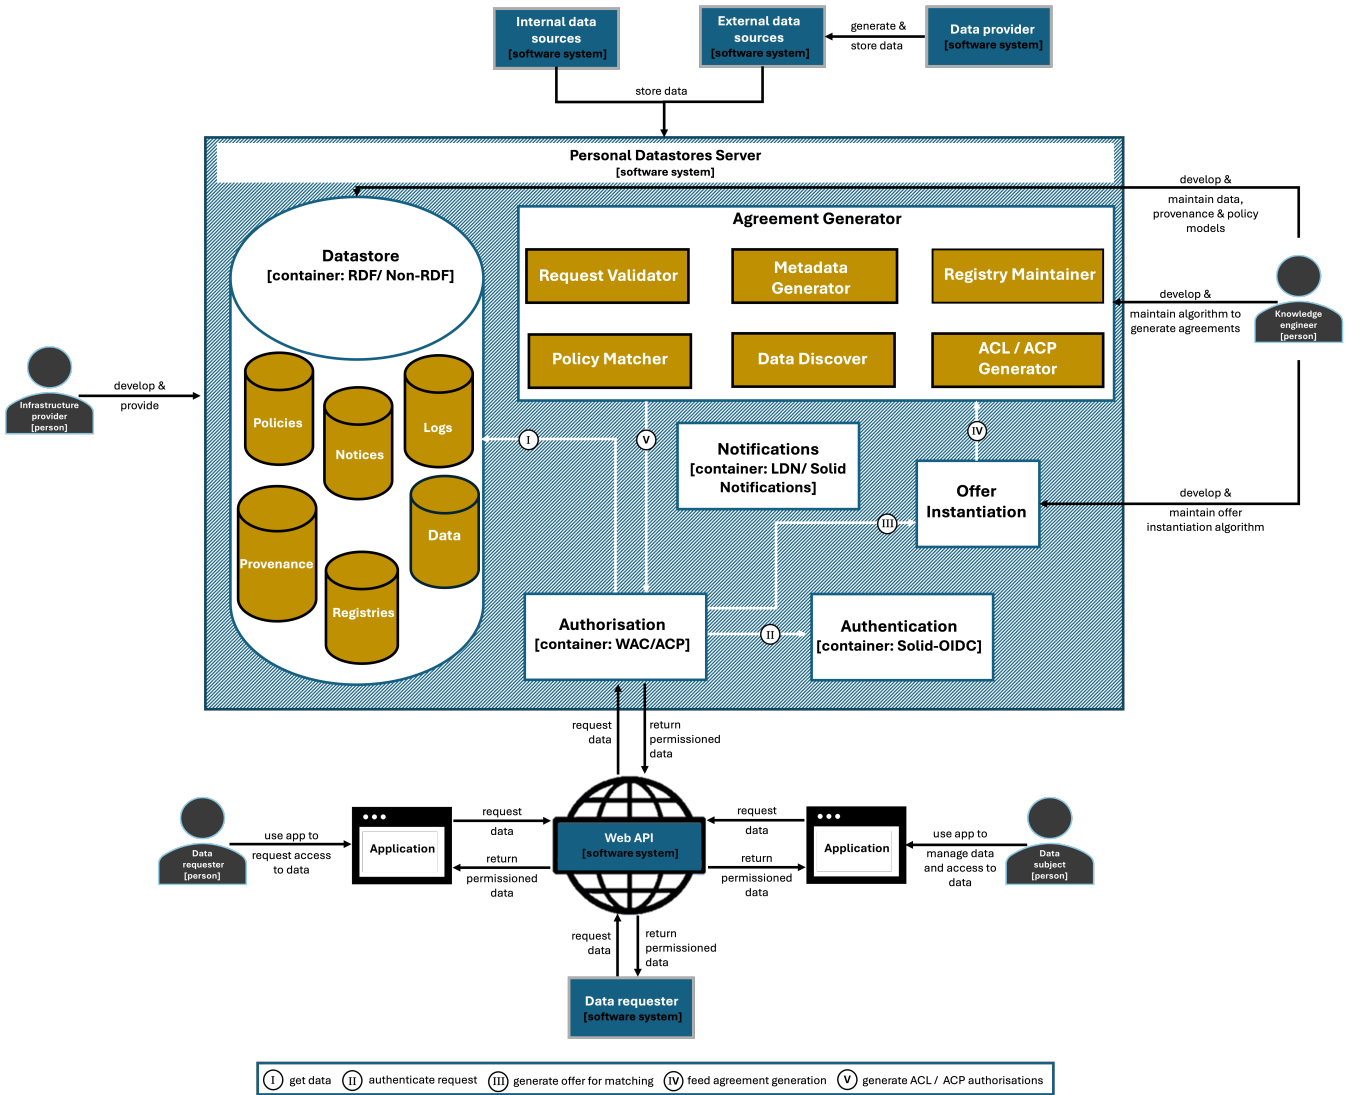 Internal data
sources
[software system]
External data
sources
[software system]
generate &
store data
Data provider
[software system]
store data
Personal Datastores Server
[software system]
develop &
maintain data,
provenance & policy
models
Datastore
[container: RDF/ Non-RDF]
Agreement Generator
Request Validator
Metadada
Generator
Registry Maintainer
Policy Matcher
Data Discover
ACL / ACP
Generator
develop &
maintain algorithm to
generate agreements
Knowledge
engineer
[person]
Infrastructure
provider
[person]
develop &
provide
Policies
Notices
Logs
Provenance
Data
Registries
I
V
IV
Notifications
[container: LDN/ Solid
Notifications]
Offer
Instantiation
III
develop &
maintain offer
instantiation algorithm
Authorisation
[container: WAC/ACP]
II
Authentication
[container: Solid-OIDC]
request
data
return
permissioned
data
Data
requester
[person]
use app to
request access
to data
Application
request
data
return
permissioned
data
Web API
[software system]
request
data
return
permissioned
data
Application
use app to
manage data
and access to
data
Data
subject
[person]
request
data
return
permissioned
data
Data requester
[software system]
I get data II authenticate request III generate offer for matching IV feed agreement generation V generate ACL / ACP authorisations